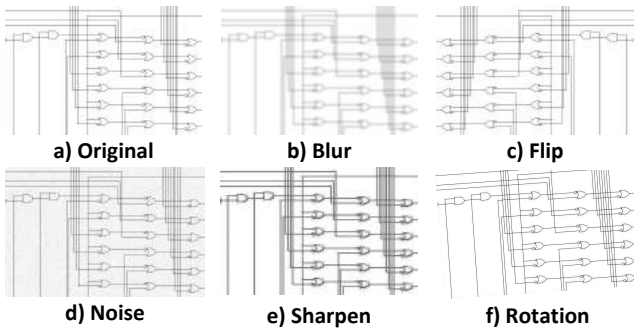 a) Original
b) Blur
c) Flip
d) Noise
e) Sharpen
f) Rotation